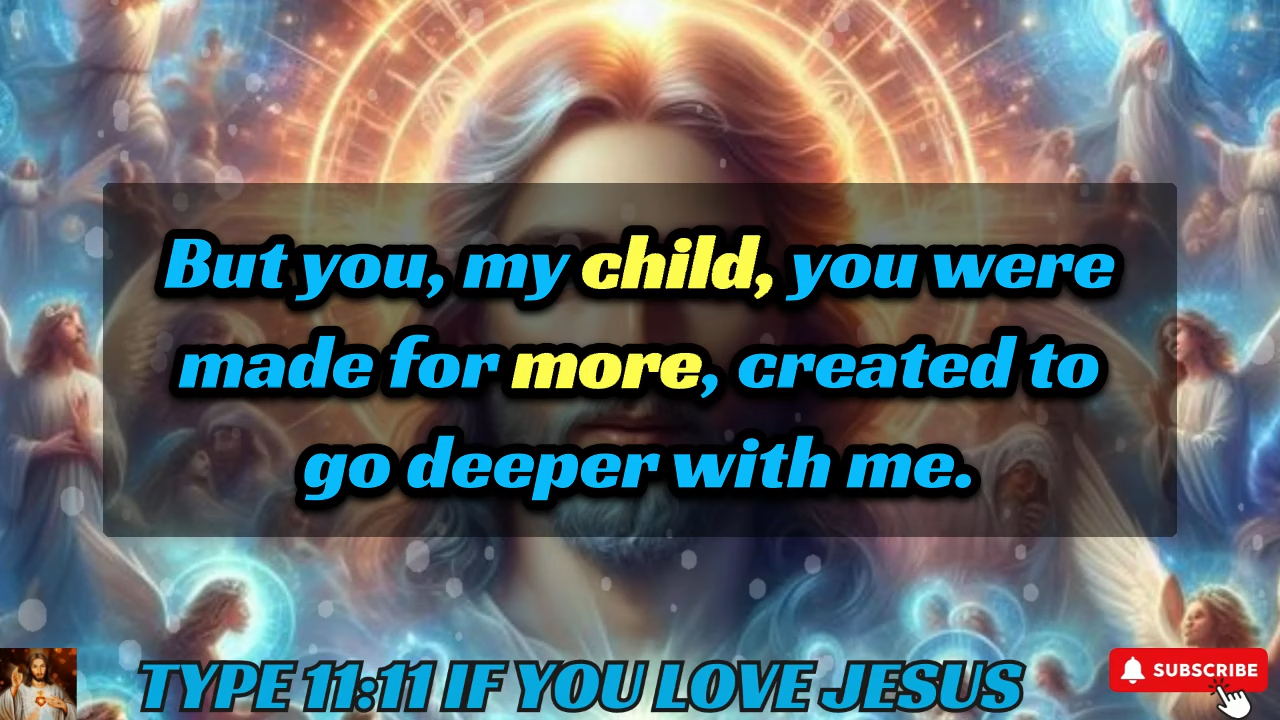 But you, my child, you were
made for more, created to
go deeper with me.
TYPE 11:11 IF YOU LOVE JESUS
SUBSCRIBE